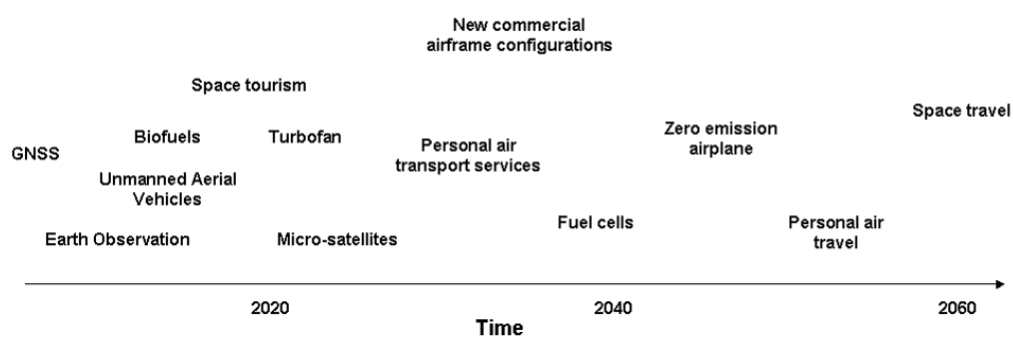 New commercial
airframe configurations
Space tourism
Space travel
Biofuels
Turbofan
Zero emission
airplane
GNSS
Personal air
transport services
Unmanned Aerial
Vehicles
Fuel cells
Personal air
travel
Earth Observation
Micro-satellites
2020
2040
2060
Time